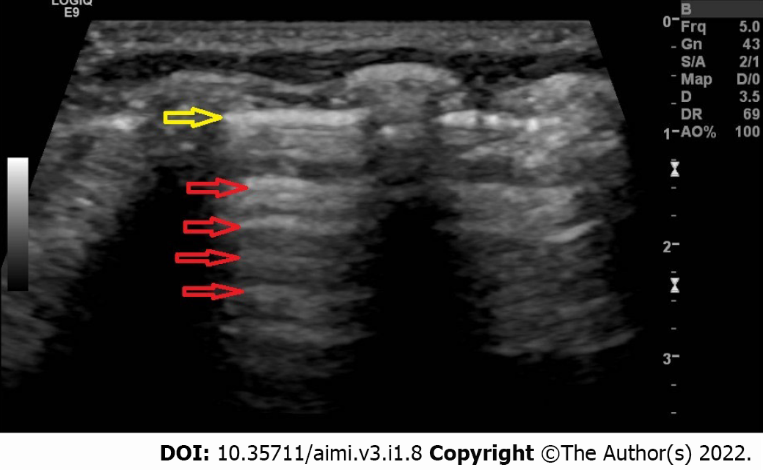 LOGIQ
E9
0-
B
Frq 5.0
Gn 43
S/A 2/1
Map D/0
D 3.5
DR 69
AO% 100
1-
2-
3-
DOI: 10.35711/aimi.v3.i1.8 Copyright ©The Author(s) 2022.